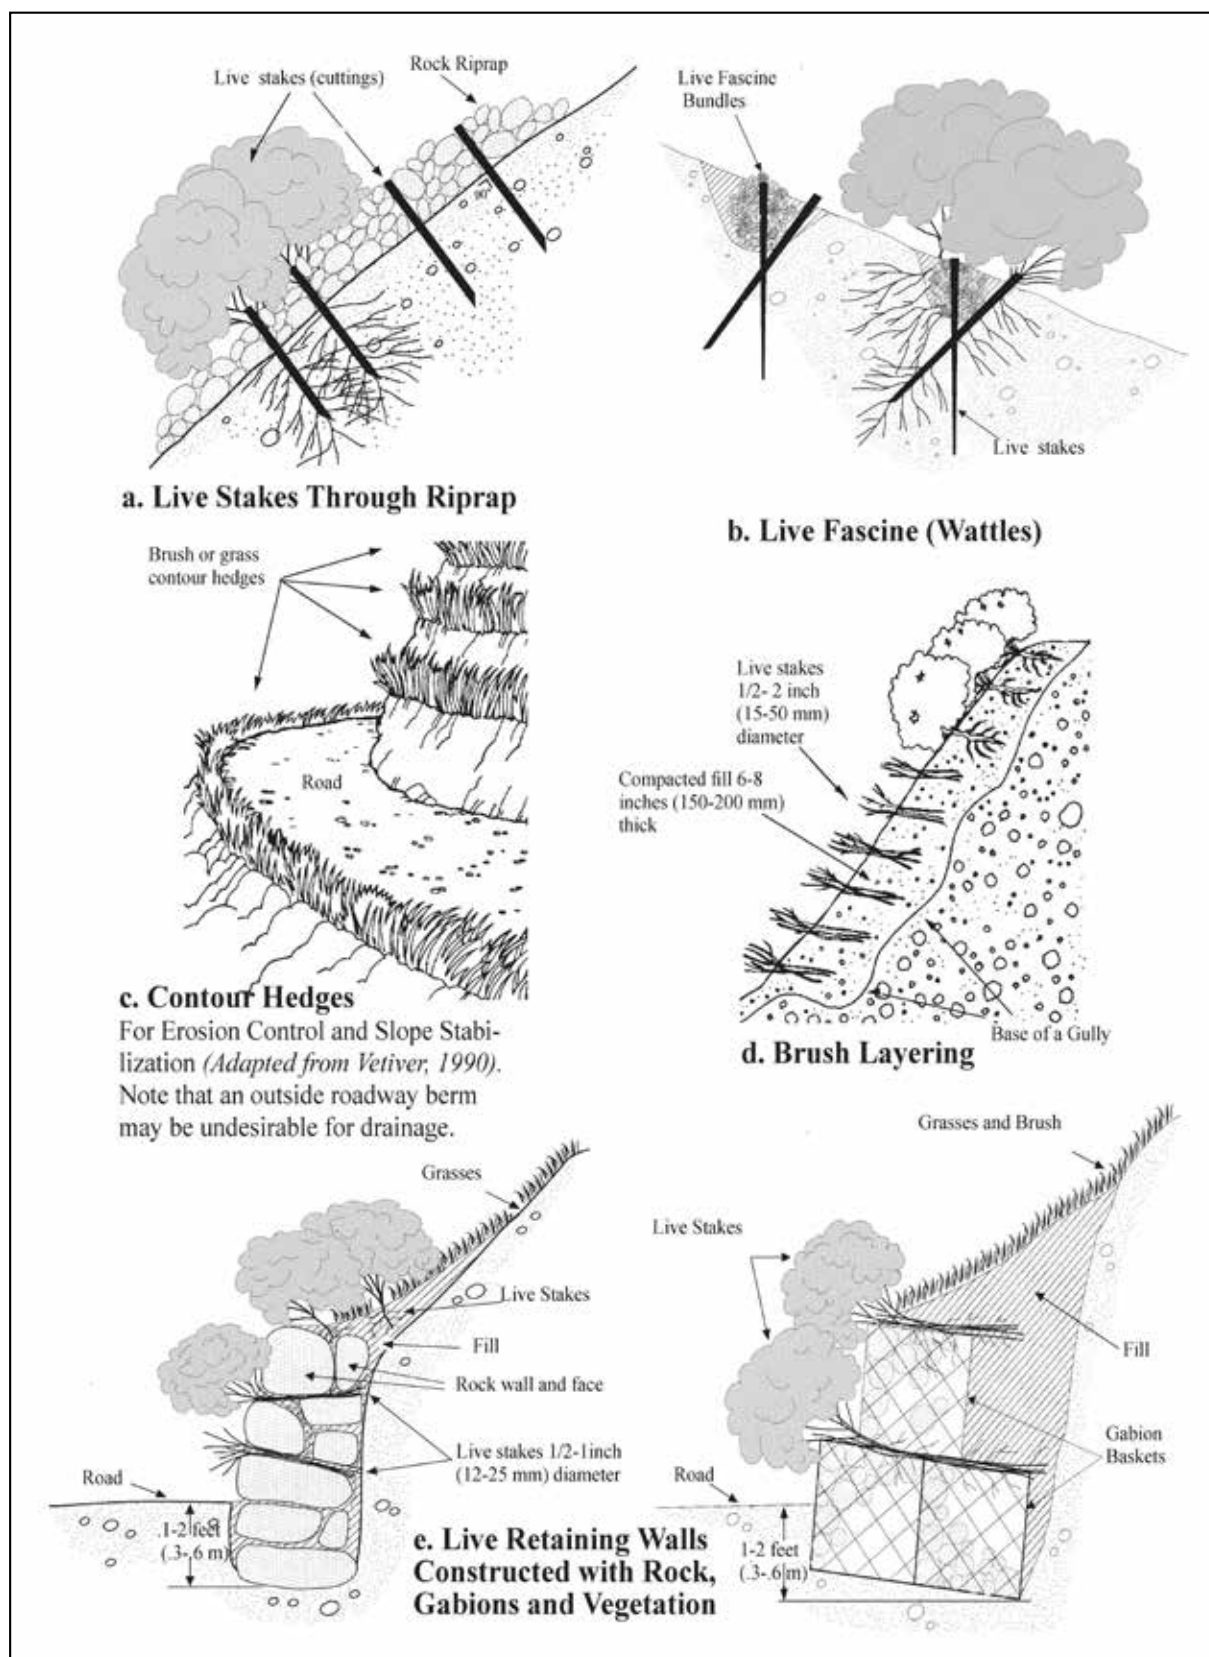 Live stakes (cuttings)
Rock Riprap
90°
a. Live Stakes Through Riprap
Live Fascine
Bundles
Live stakes
b. Live Fascine (Wattles)
Brush or grass
contour hedges
Road
c. Contour Hedges
For Erosion Control and Slope Stabi-
lization (Adapted from Vetiver, 1990).
Note that an outside roadway berm
may be undesirable for drainage.
Live stakes
1/2- 2 inch
(15-50 mm)
diameter
Compacted fill 6-8
inches (150-200 mm)
thick
Base of a Gully
d. Brush Layering
Grasses
Live Stakes
Fill
Rock wall and face
Live stakes 1/2-1inch
(12-25 mm) diameter
Road
.1-2 feet
(.3-.6 m)
Grasses and Brush
Live Stakes
Fill
Gabion
Baskets
Road
1-2 feet
(.3-.6 m)
e. Live Retaining Walls
Constructed with Rock,
Gabions and Vegetation